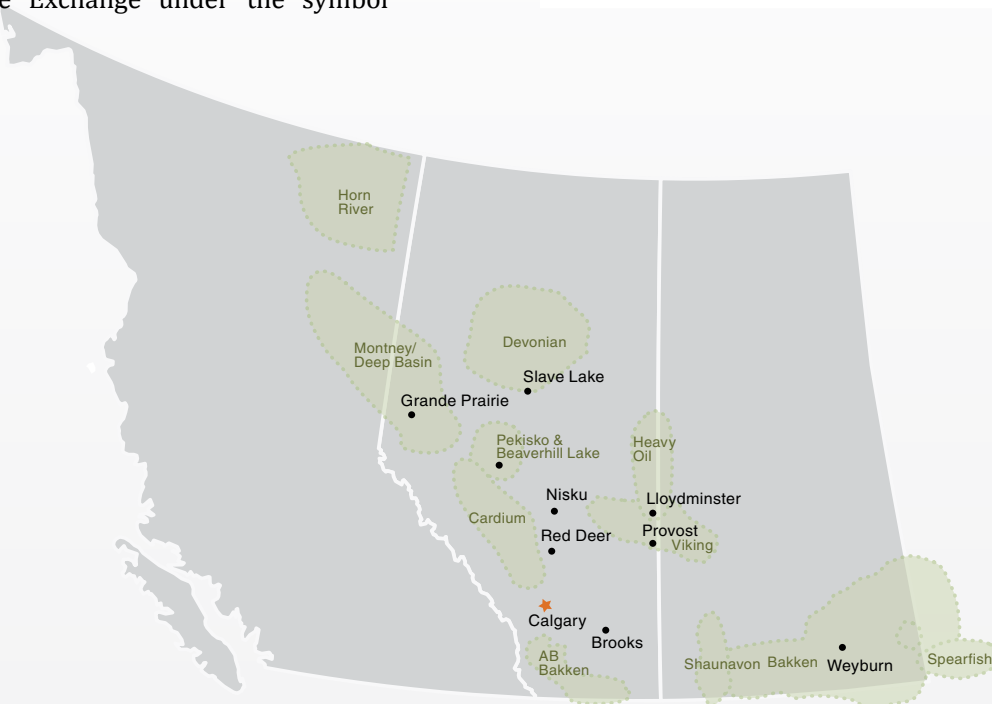 Exchange under the symbol
Horn
River
Montney/
Deep Basin
Devonian
Slave Lake
Grande Prairie
Pekisko &
Beaverhill Lake
Heavy
Oil
Nisku
Lloydminster
Cardium
Red Deer
Provost
Viking
Calgary
Brooks
AB
Bakken
Shaunavon
Bakken
Weyburn
Spearfish